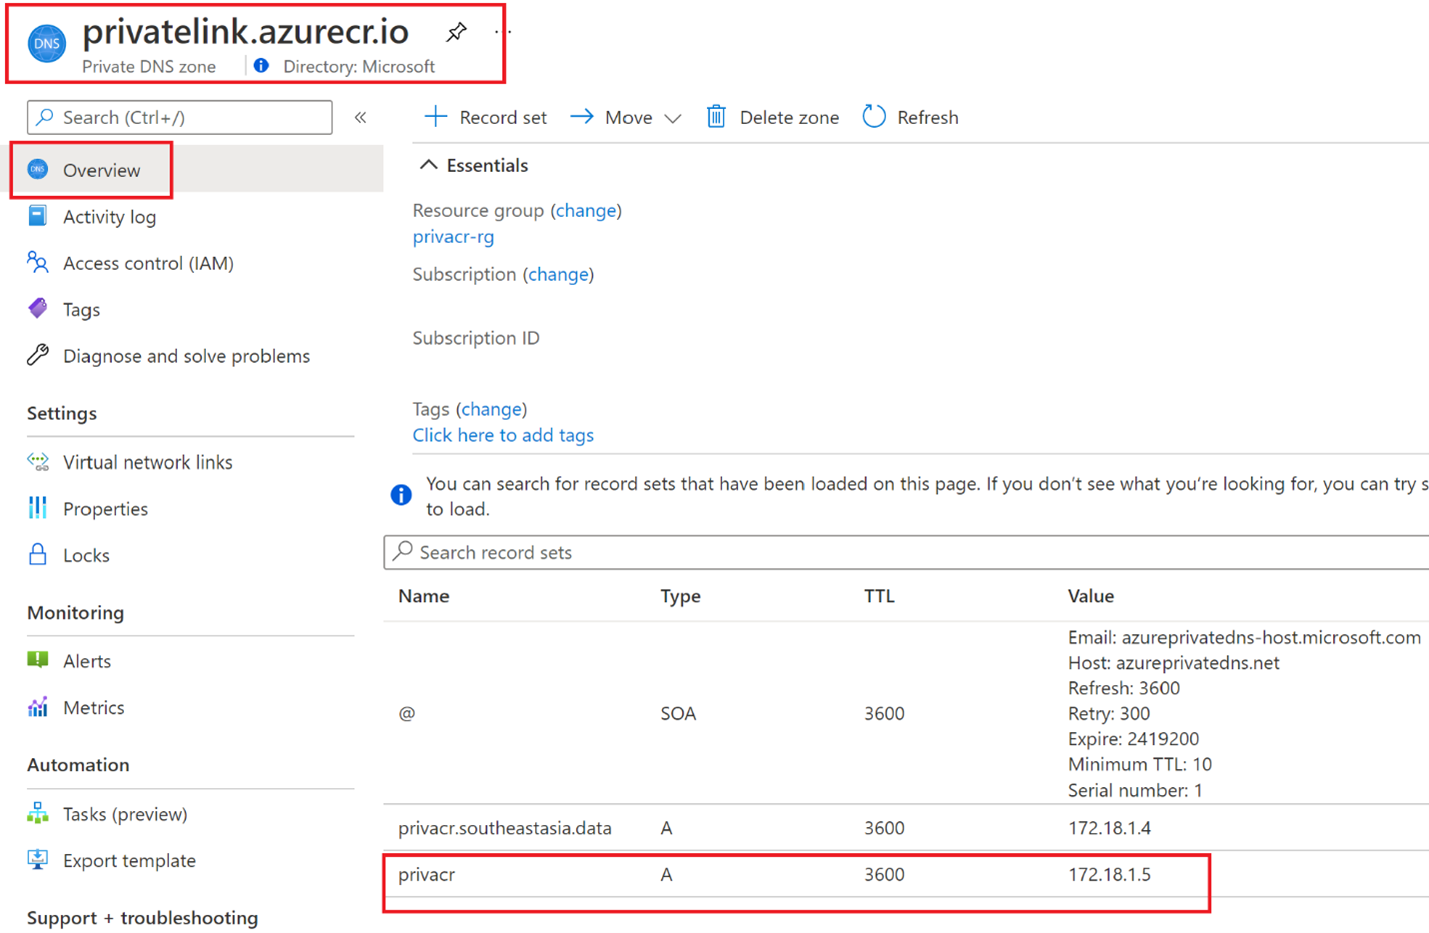 privatelink.azurecr.io
DNS
Private DNS zone
Directory: Microsoft
Search (Ctrl+/)
«
Record set
Move
Delete zone
Refresh
DNS
Overview
Activity log
Access control (IAM)
Tags
Diagnose and solve problems
Settings
Virtual network links
Properties
Locks
Monitoring
Alerts
Metrics
Automation
Tasks (preview)
Export template
Support + troubleshooting
Essentials
Resource group (change)
privacr-rg
Subscription (change)
Subscription ID
Tags (change)
Click here to add tags
You can search for record sets that have been loaded on this page. If you don't see what you're looking for, you can try s
to load.
Search record sets
Name Type TTL Value
@ SOA 3600
Email: azureprivatedns-host.microsoft.com
Host: azureprivatedns.net
Refresh: 3600
Retry: 300
Expire: 2419200
Minimum TTL: 10
Serial number: 1
privacr.southeastasia.data A 3600 172.18.1.4
privacr A 3600 172.18.1.5